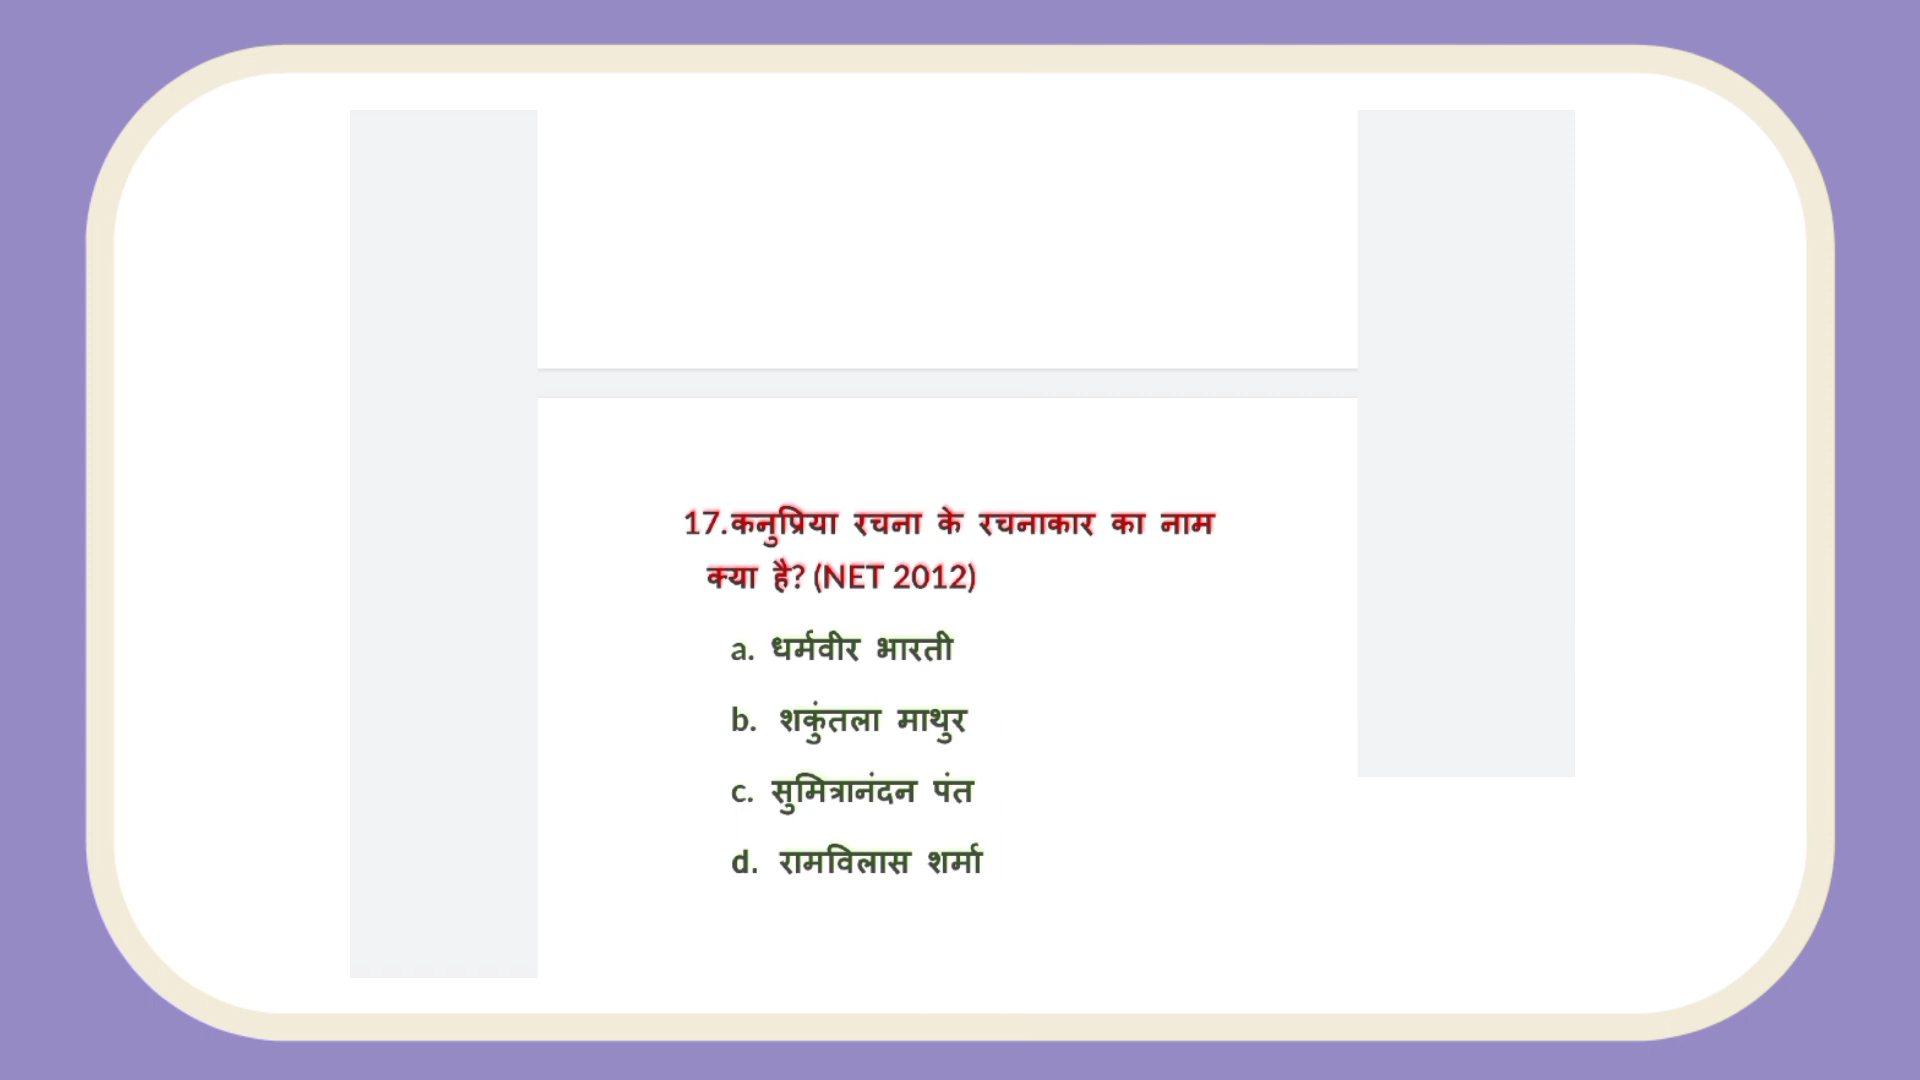 17.कनुप्रिया रचना के रचनाकार का नाम
क्या है? (NET 2012)
a. धर्मवीर भारती
b. शकुंतला माथुर
c. सुमित्रानंदन पंत
d. रामविलास शर्मा